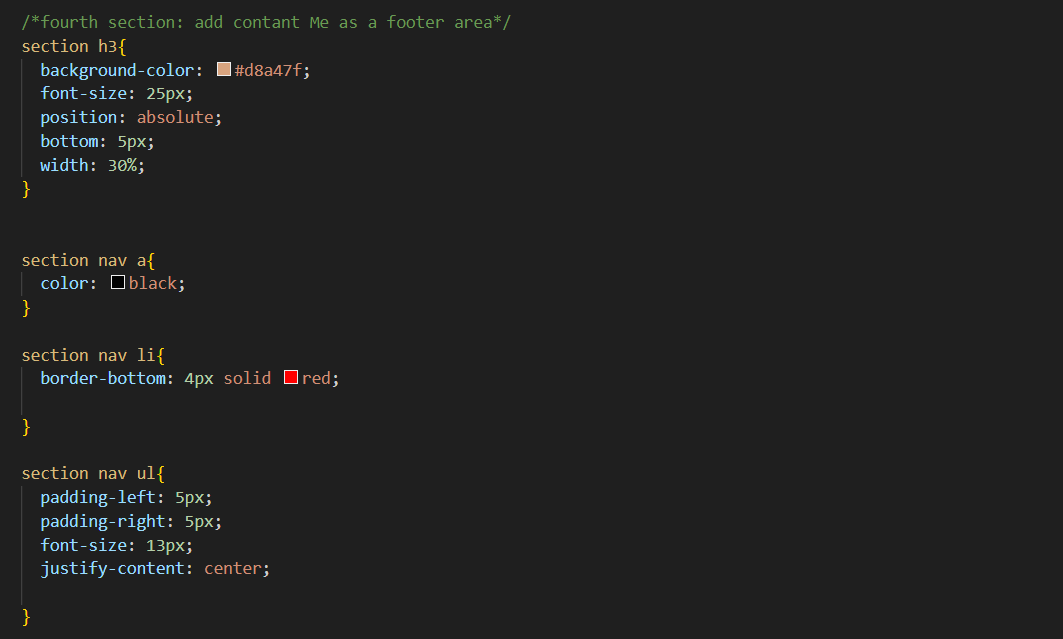 /*fourth section: add contant Me as a footer area*/
section h3{
background-color: #d8a47f;
font-size: 25px;
position: absolute;
bottom: 5px;
width: 30%;
}
section nav a{
color: black;
}
section nav li{
border-bottom: 4px solid red;
}
section nav ul{
padding-left: 5px;
padding-right: 5px;
font-size: 13px;
justify-content: center;
}